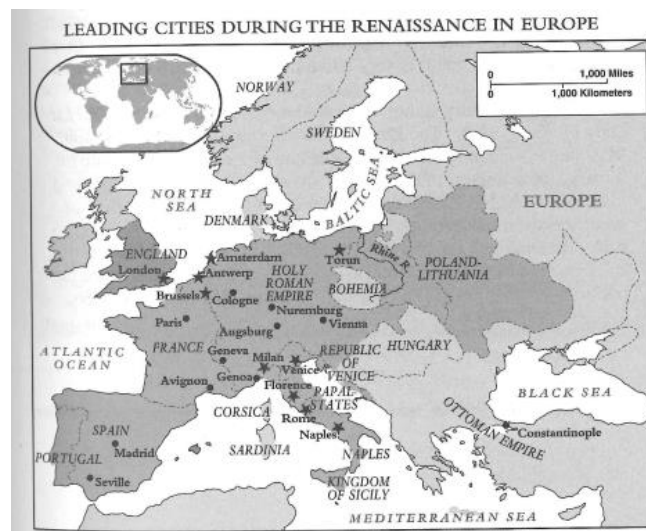 LEADING CITIES DURING THE RENAISSANCE IN EUROPE
0 1,000 Miles
0 1,000 Kilometers
NORWAY
SWEDEN
NORTH
SEA
BALTIC SEA
EUROPE
DENMARK
ENGLAND
London
Amsterdam
Antwerp
Brussels
Cologne
HOLY
ROMAN
EMPIRE
Torun
Rhine R.
POLAND-
LITHUANIA
BOHEMIA
Nuremburg
Paris
Augsburg
Vienna
ATLANTIC
OCEAN
FRANCE
Geneva
Milan
Venice
REPUBLIC
OF
VENICE
HUNGARY
Avignon
Genoa
Florence
PAPAL
STATES
BLACK SEA
CORSICA
Rome
Naples
OTTOMAN EMPIRE
Constantinople
SPAIN
Madrid
PORTUGAL
Seville
SARDINIA
NAPLES
KINGDOM
OF SICILY
MEDITERRANEAN SEA